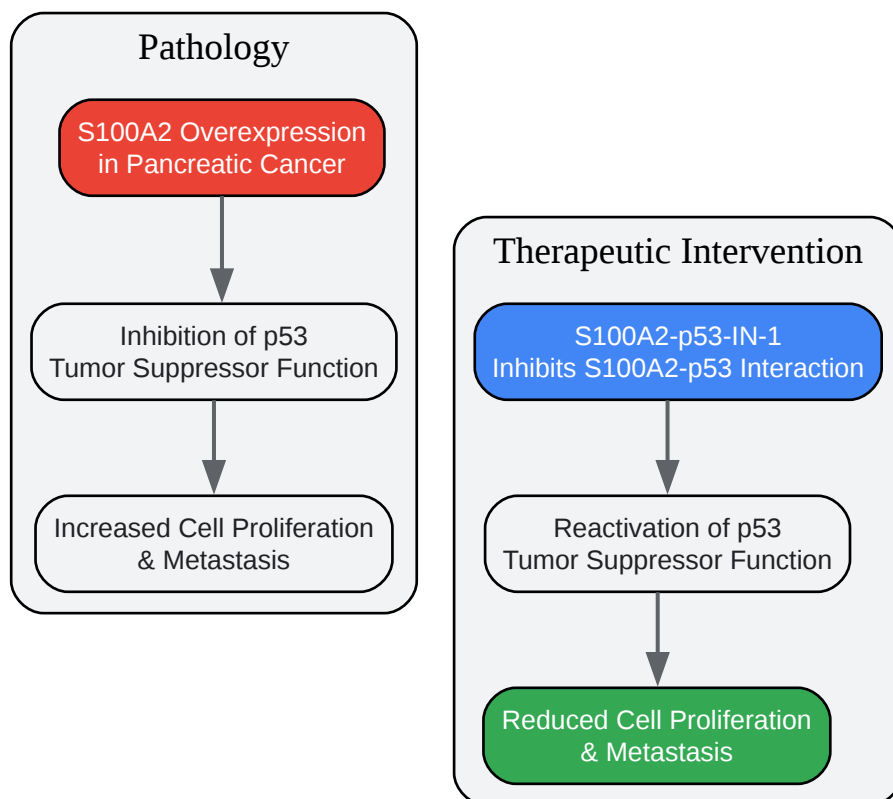 Pathology
S100A2 Overexpression
in Pancreatic Cancer
Inhibition of p53
Tumor Suppressor Function
Increased Cell Proliferation
& Metastasis
Therapeutic Intervention
S100A2-p53-IN-1
Inhibits S100A2-p53 Interaction
Reactivation of p53
Tumor Suppressor Function
Reduced Cell Proliferation
& Metastasis